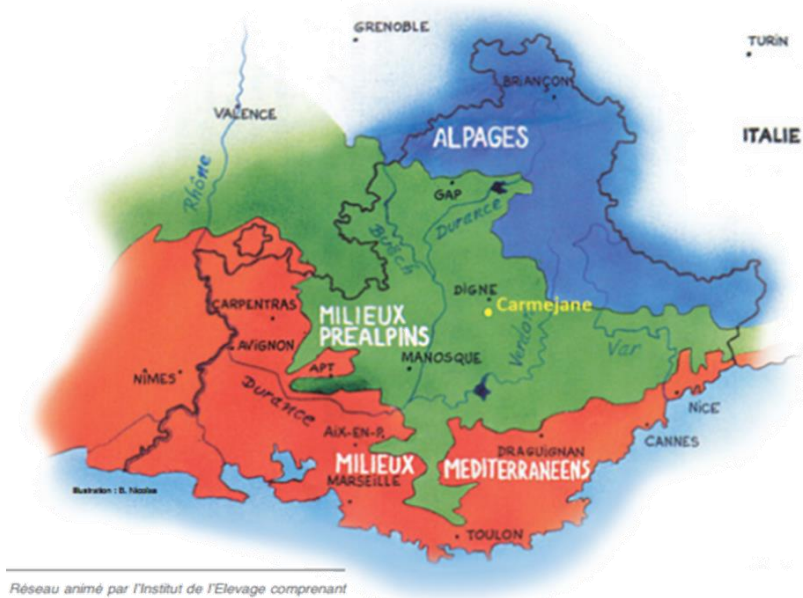 GRENOBLE
TURIN
BRIANÇON
VALENCE
ITALIE
ALPAGES
Rhône
GAP
Durance
Buëch
DIGNE
Carmejane
CARPENTRAS
MILIEUX
PREALPINS
Verdon
Var
AVIGNON
MANOSQUE
APT
NÎMES
Durance
NICE
AIX-EN-P.
CANNES
DRAGUIGNAN
MILIEUX MEDITERRANEENS
MARSEILLE
Illustration : B. Nicolas
TOULON
Réseau animé par l'Institut de l'Elevage comprenant